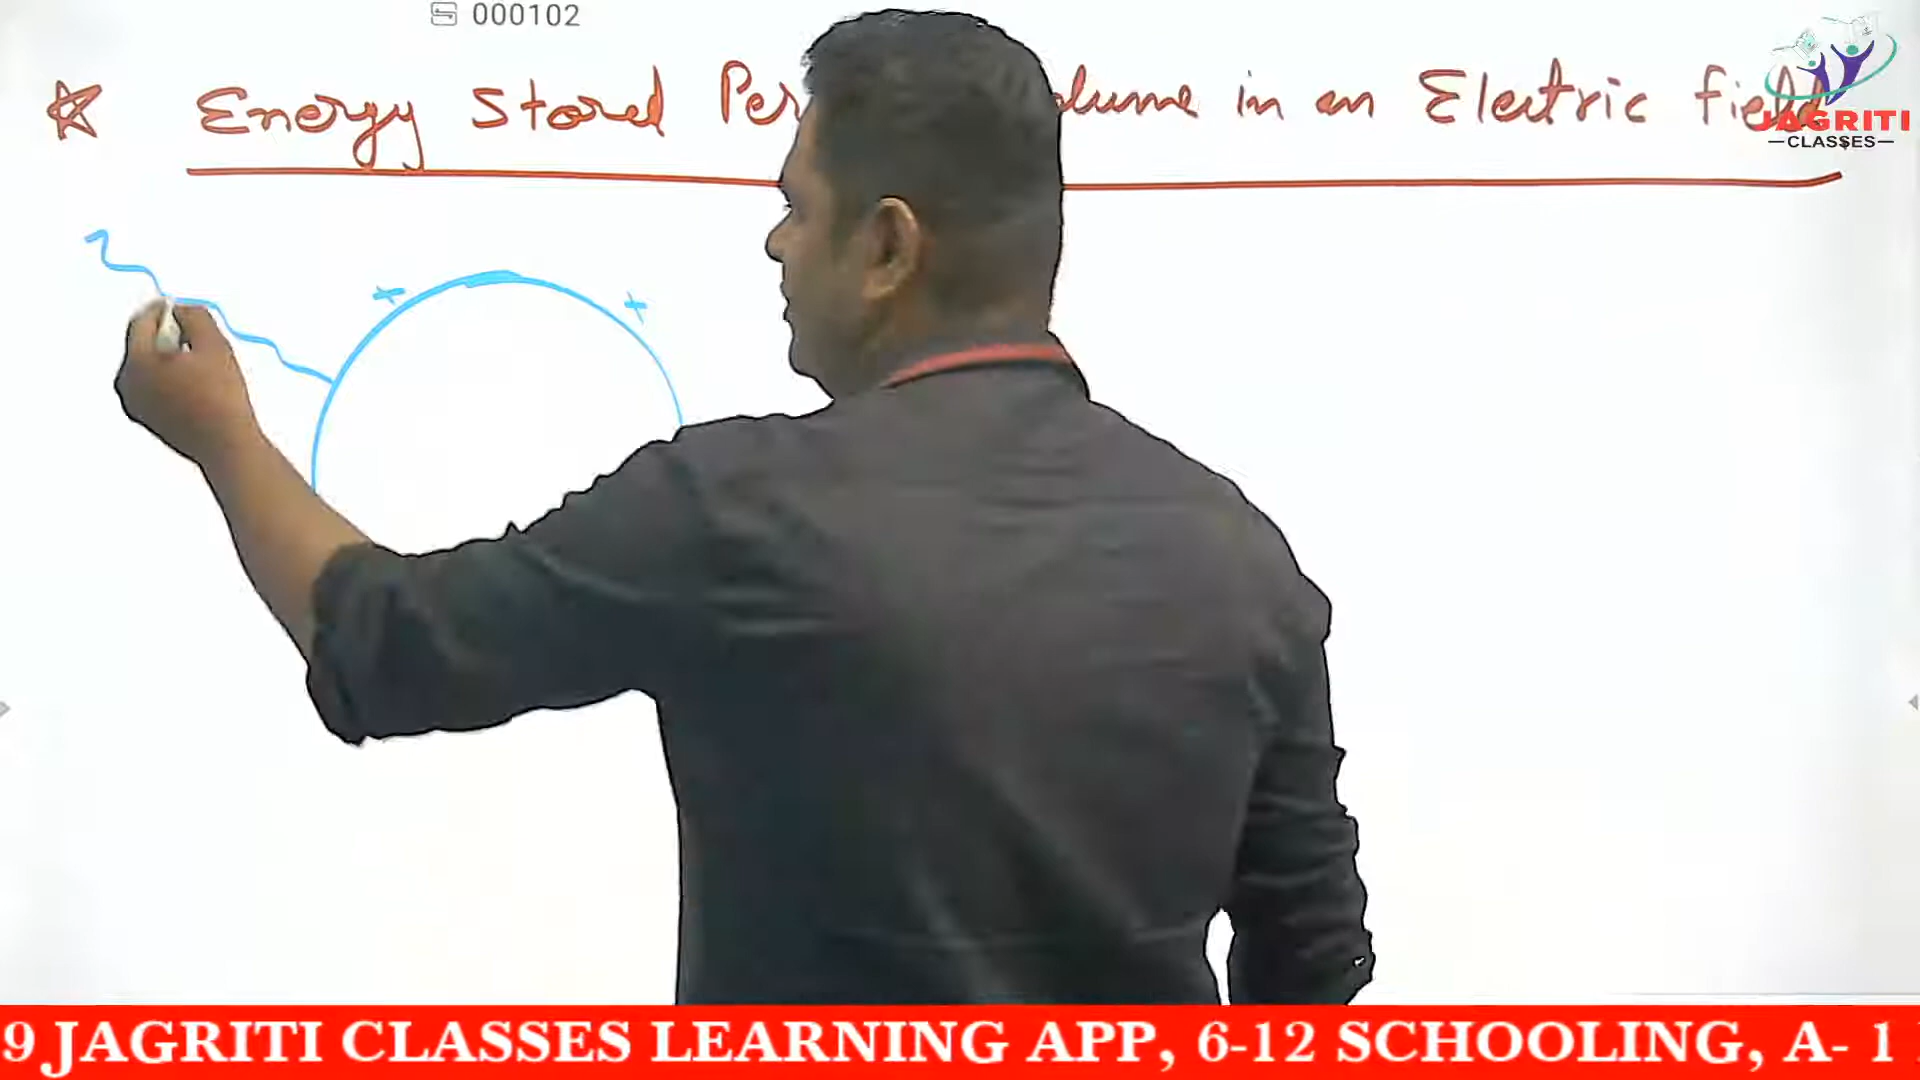 000102
☆ Energy Stored Per in an Electric field
JAGRITI
CLASSES
+ +
9 JAGRITI CLASSES LEARNING APP, 6-12 SCHOOLING, A- 1